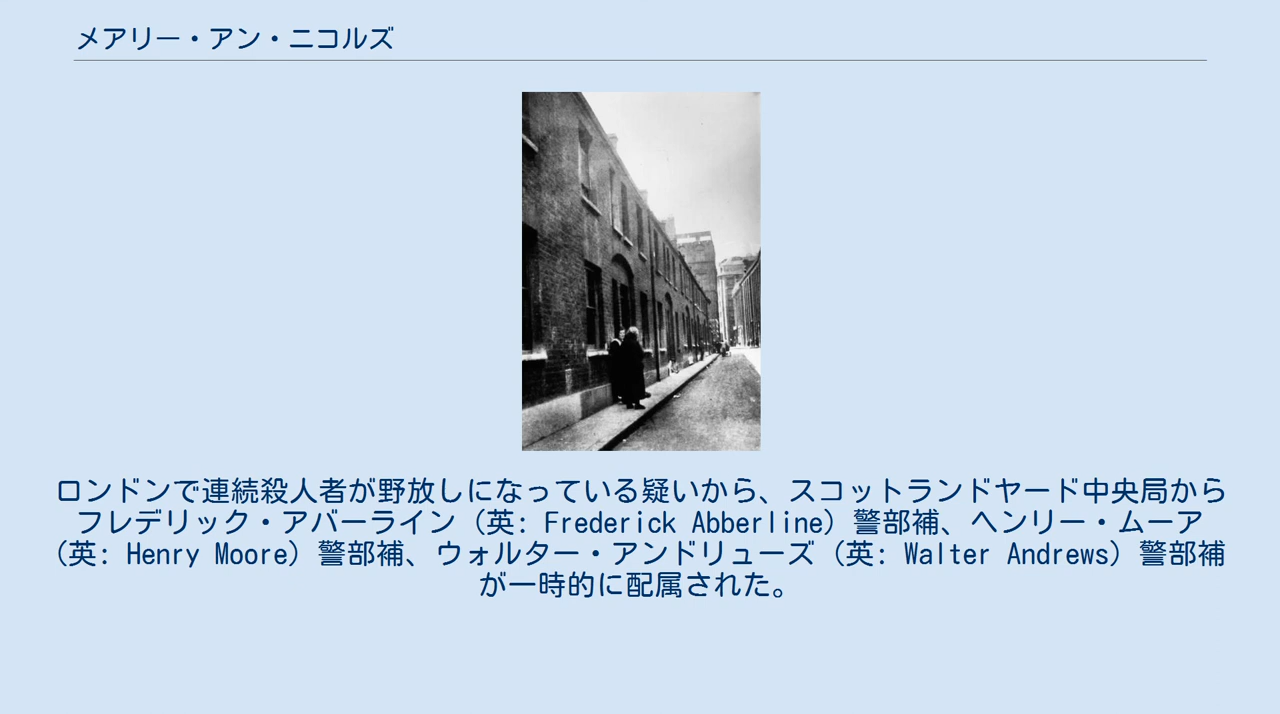 メアリー・アン・ニコルズ
ロンドンで連続殺人者が野放しになっている疑いから、スコットランドヤード中央局から
フレデリック・アバーライン（英: Frederick Abberline）警部補、ヘンリー・ムーア
（英: Henry Moore）警部補、ウォルター・アンドリューズ（英: Walter Andrews）警部補
が一時的に配属された。